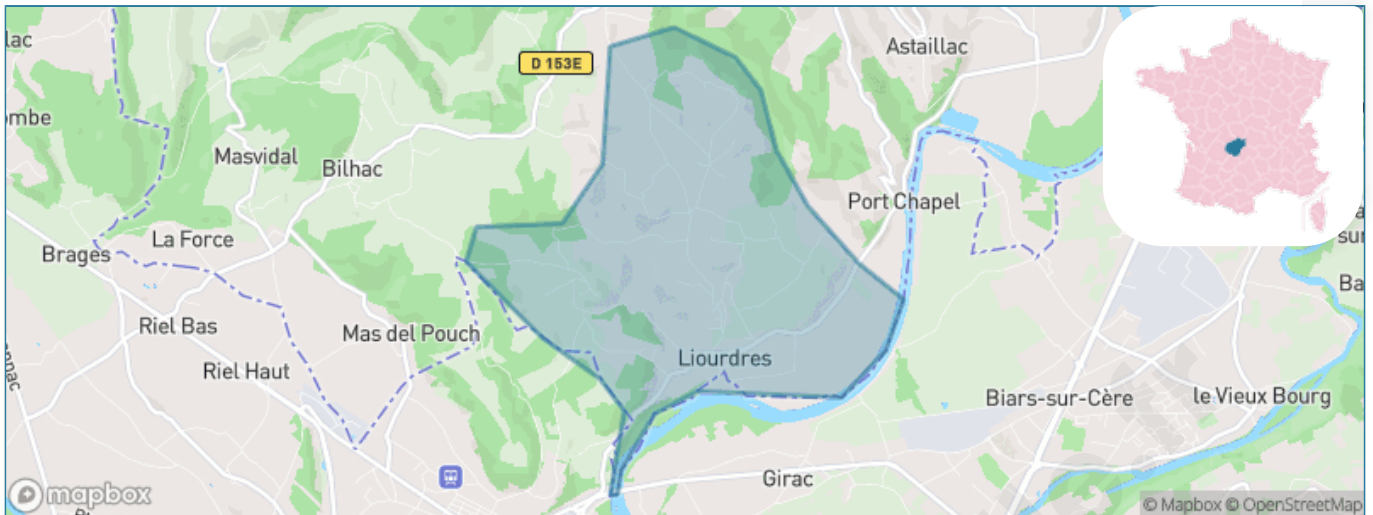 lac
D 153E
Astaillac
ombe
Masvidal
Bilhac
Port Chapel
La Force
Brages
sur
Ba
Riel Bas
Mas del Pouch
Liourdres
Riel Haut
Biars-sur-Cère
le Vieux Bourg
Girac
mapbox
© Mapbox © OpenStreetMap